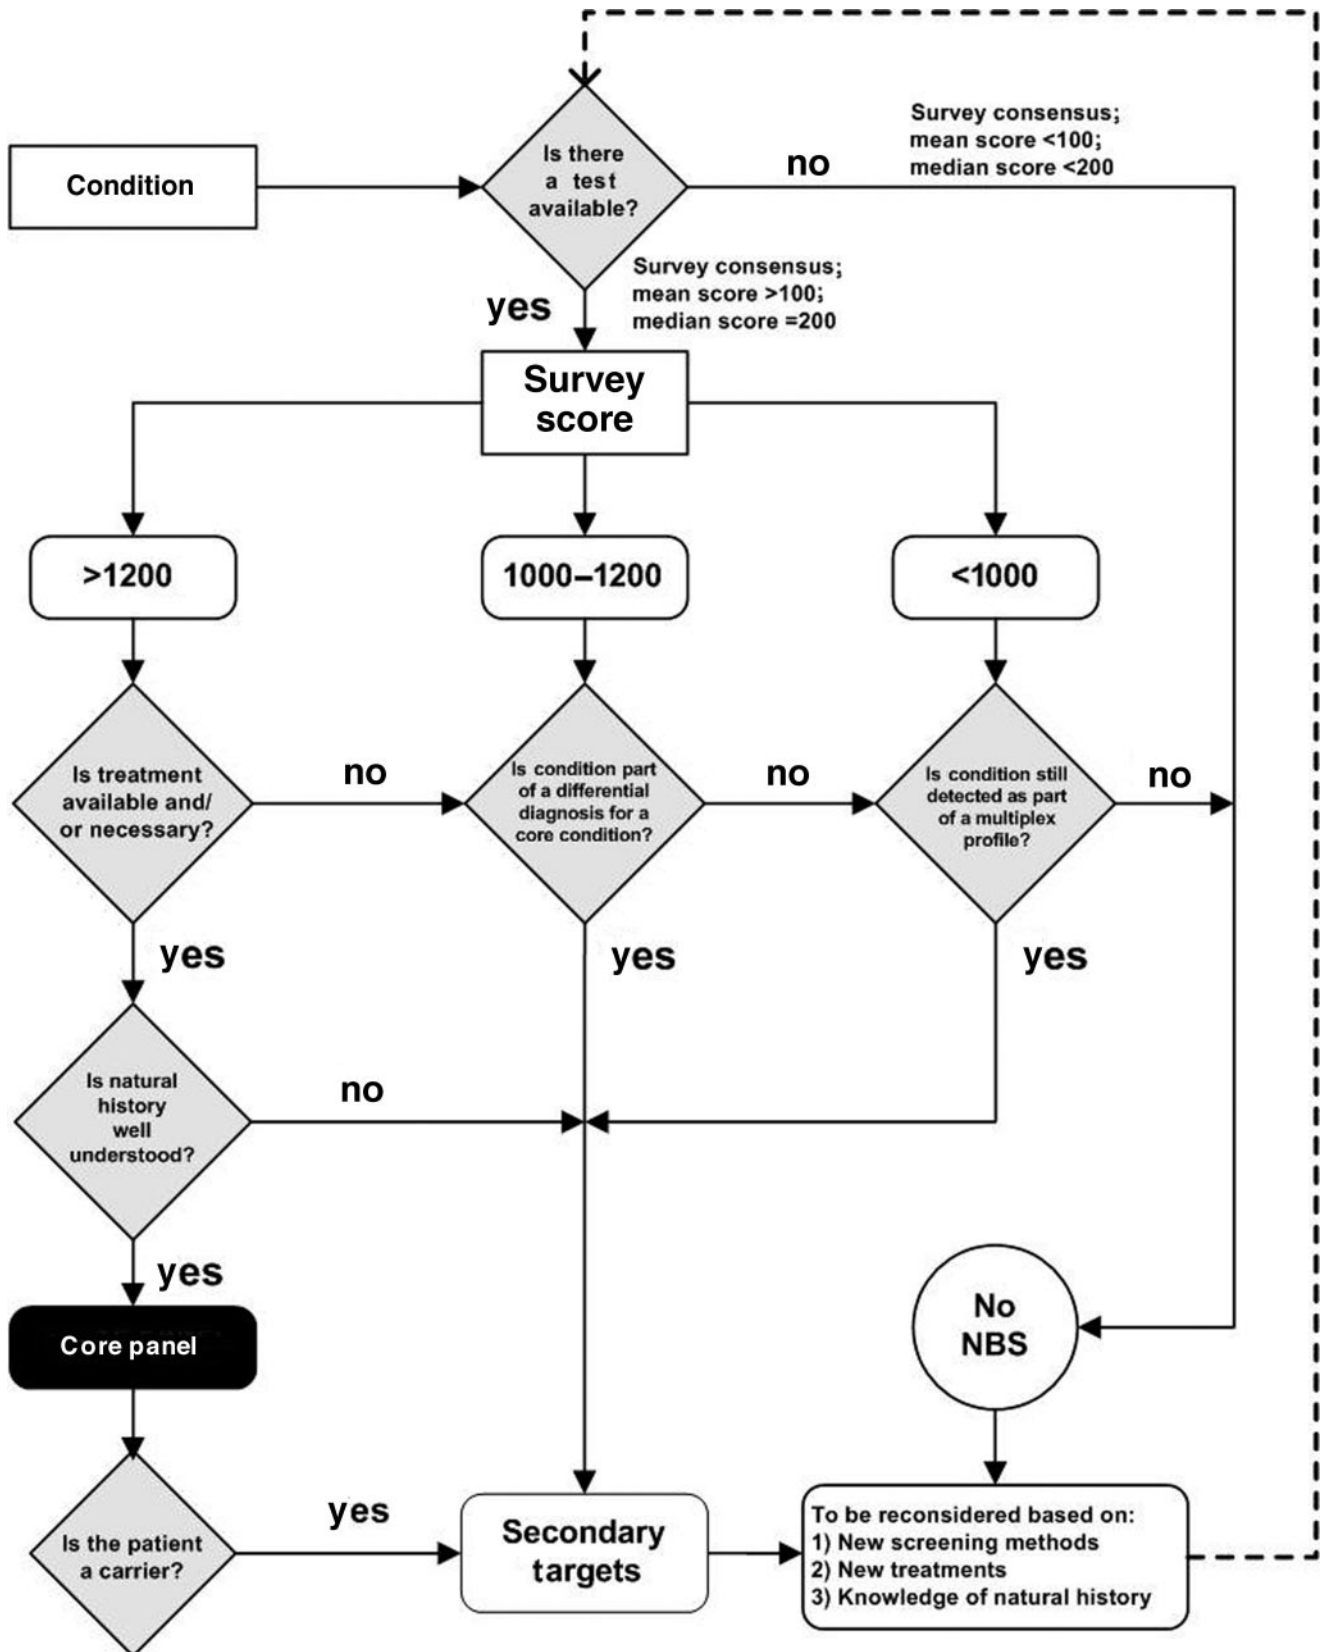 Condition
Is there
a test
available?
no
Survey consensus;
mean score <100;
median score <200
yes
Survey consensus;
mean score >100;
median score =200
Survey
score
>1200
1000–1200
<1000
Is treatment
available and/
or necessary?
no
Is condition part
of a differential
diagnosis for a
core condition?
no
Is condition still
detected as part
of a multiplex
profile?
no
yes
yes
yes
Is natural
history
well
understood?
no
yes
Core panel
No
NBS
Is the patient
a carrier?
yes
Secondary
targets
To be reconsidered based on:
1) New screening methods
2) New treatments
3) Knowledge of natural history